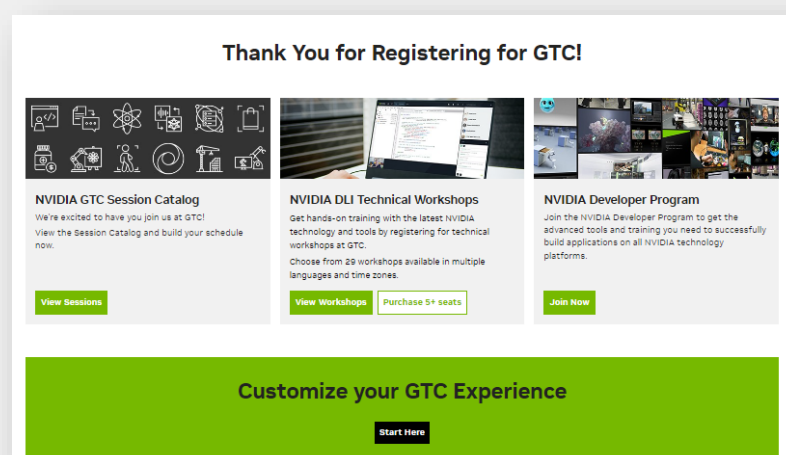 Thank You for Registering for GTC!
NVIDIA GTC Session Catalog
We're excited to have you join us at GTC!
View the Session Catalog and build your schedule
now.
View Sessions
NVIDIA DLI Technical Workshops
Get hands-on training with the latest NVIDIA
technology and tools by registering for technical
workshops at GTC.
Choose from 29 workshops available in multiple
languages and time zones.
View Workshops
Purchase 5+ seats
NVIDIA Developer Program
Join the NVIDIA Developer Program to get the
advanced tools and training you need to successfully
build applications on all NVIDIA technology
platforms.
Join Now
Customize your GTC Experience
Start Here